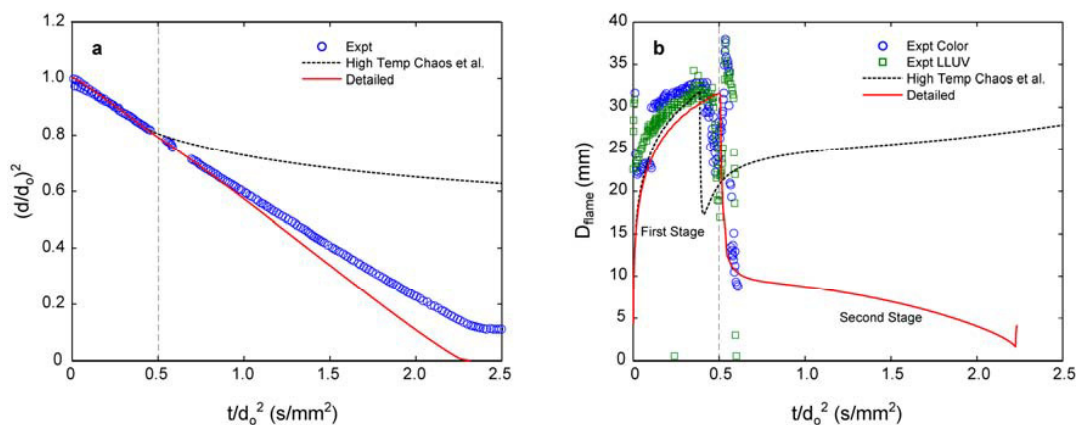 a
Expt
High Temp Chaos et al.
Detailed
(d/dₒ)²
1.2
1.0
0.8
0.6
0.4
0.2
0
0
0.5
1.0
1.5
2.0
2.5
t/dₒ² (s/mm²)
b
Expt Color
Expt LLUV
High Temp Chaos et al.
Detailed
First Stage
Second Stage
D_flame (mm)
40
35
30
25
20
15
10
5
0
0
0.5
1.0
1.5
2.0
2.5
t/dₒ² (s/mm²)